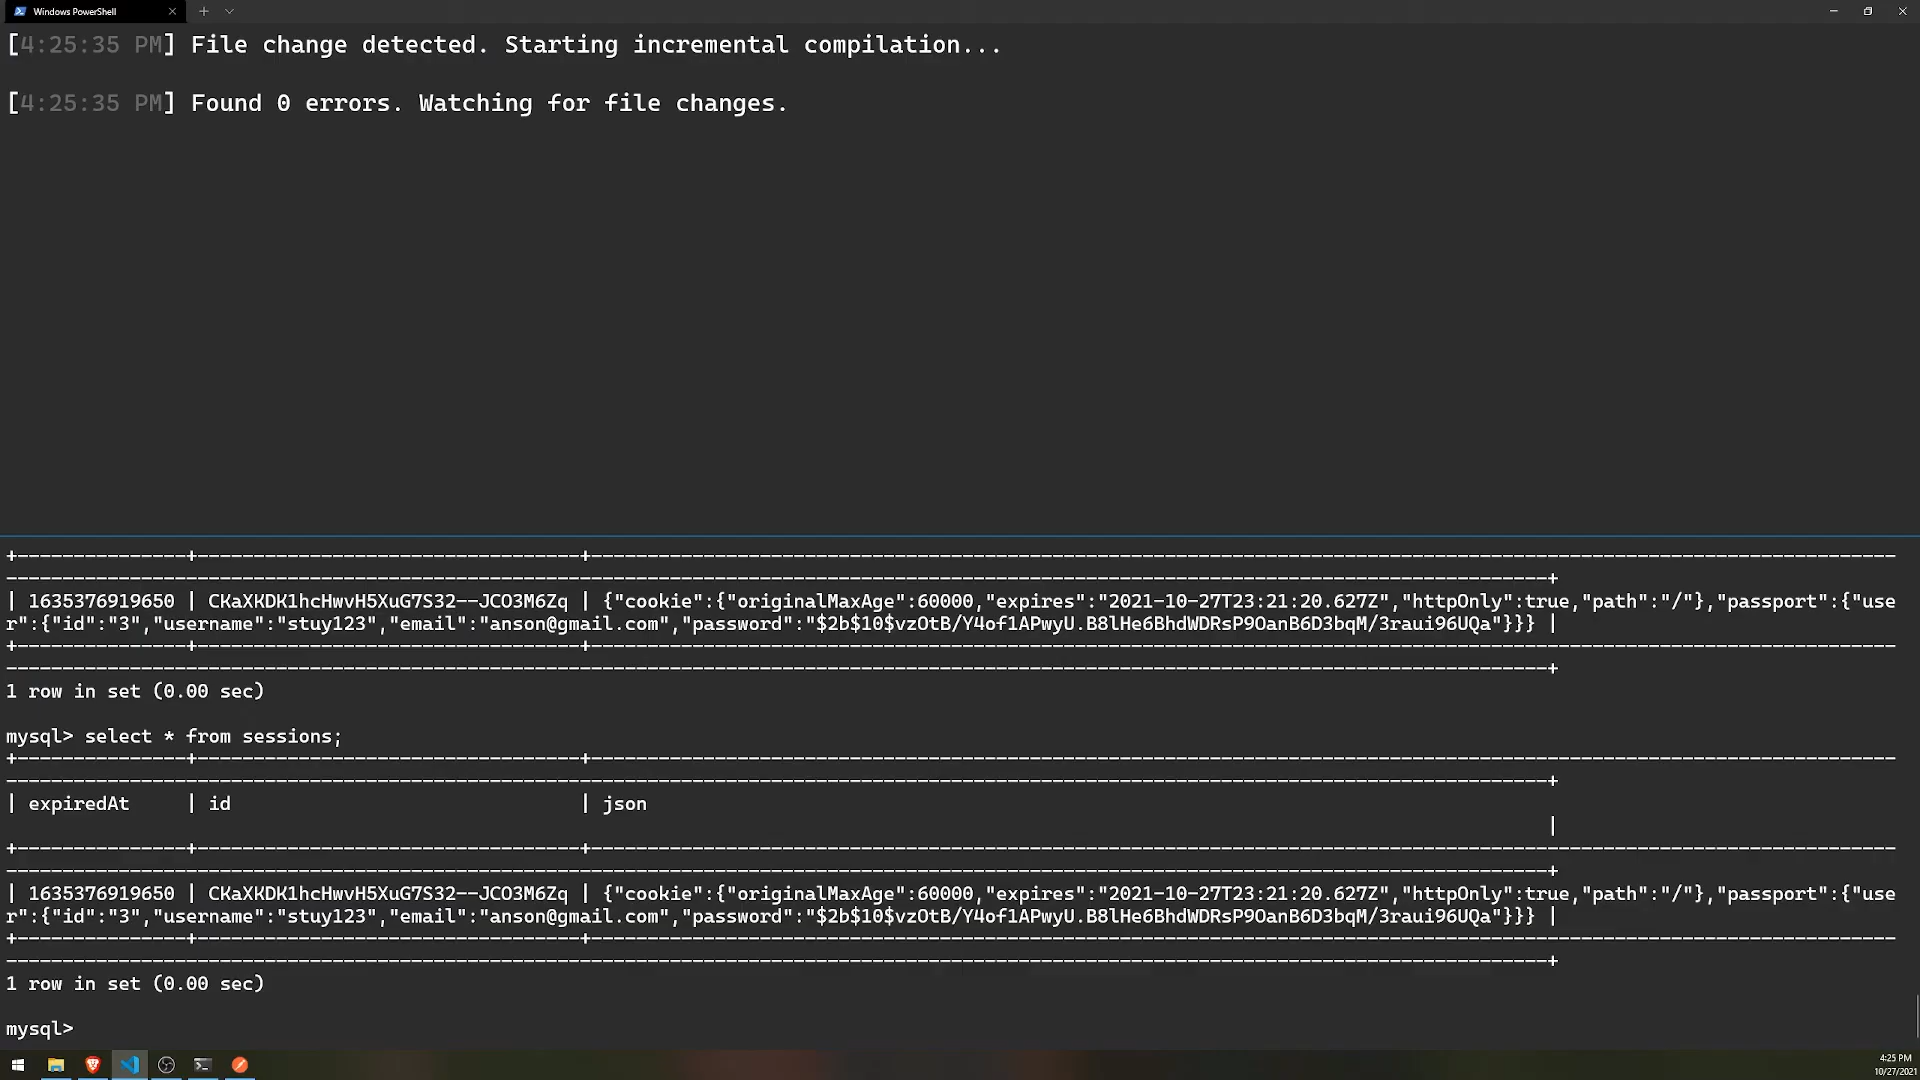 Windows PowerShell
[4:25:35 PM] File change detected. Starting incremental compilation...
[4:25:35 PM] Found 0 errors. Watching for file changes.
+---------------+----------------------------------+--------------------------------------------------------------------------------------------------------------------
-----------------------------------------------------------------------------------------------------------------------------------------+
| 1635376919650 | CKaXKDK1hcHwvH5XuG7S32--JCO3M6Zq | {"cookie":{"originalMaxAge":60000,"expires":"2021-10-27T23:21:20.627Z","httpOnly":true,"path":"/"},"passport":{"use
r":{"id":"3","username":"stuy123","email":"anson@gmail.com","password":"$2b$10$vzOtB/Y4of1APwyU.B8lHe6BhdWDRsP9OanB6D3bqM/3raui96UQa"}}} |
+---------------+----------------------------------+--------------------------------------------------------------------------------------------------------------------
-----------------------------------------------------------------------------------------------------------------------------------------+
1 row in set (0.00 sec)
mysql> select * from sessions;
+---------------+----------------------------------+--------------------------------------------------------------------------------------------------------------------
-----------------------------------------------------------------------------------------------------------------------------------------+
| expiredAt     | id                               | json
|
+---------------+----------------------------------+--------------------------------------------------------------------------------------------------------------------
-----------------------------------------------------------------------------------------------------------------------------------------+
| 1635376919650 | CKaXKDK1hcHwvH5XuG7S32--JCO3M6Zq | {"cookie":{"originalMaxAge":60000,"expires":"2021-10-27T23:21:20.627Z","httpOnly":true,"path":"/"},"passport":{"use
r":{"id":"3","username":"stuy123","email":"anson@gmail.com","password":"$2b$10$vzOtB/Y4of1APwyU.B8lHe6BhdWDRsP9OanB6D3bqM/3raui96UQa"}}} |
+---------------+----------------------------------+--------------------------------------------------------------------------------------------------------------------
-----------------------------------------------------------------------------------------------------------------------------------------+
1 row in set (0.00 sec)
mysql>
4:25 PM
10/27/2021